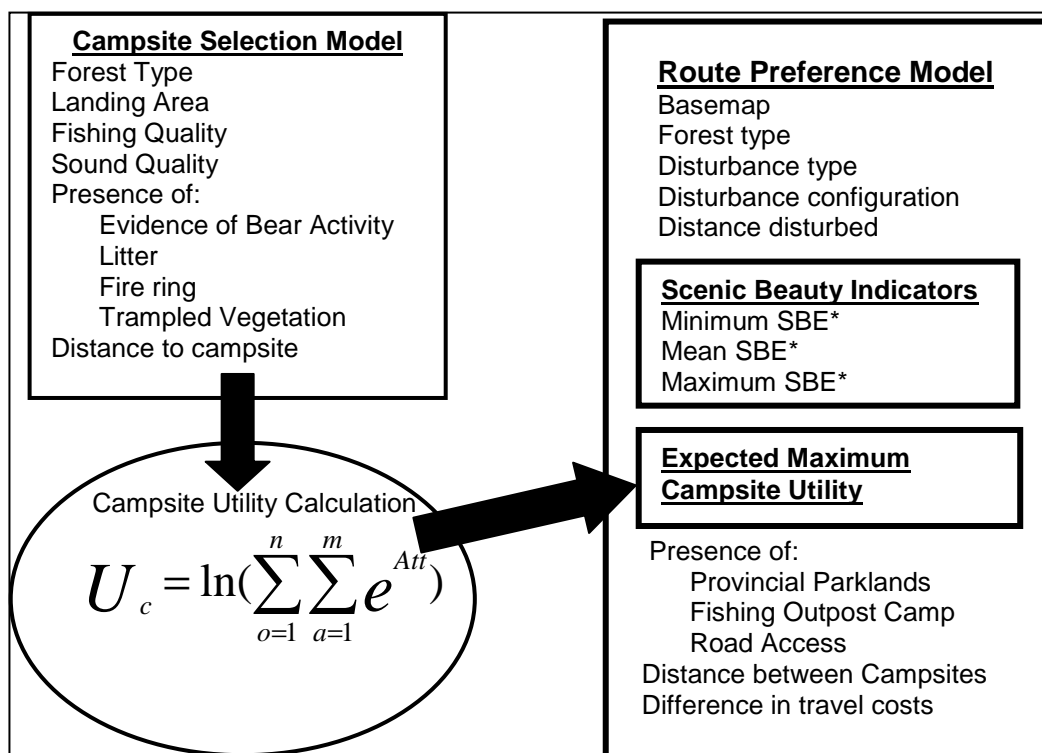 Campsite Selection Model
Forest Type
Landing Area
Fishing Quality
Sound Quality
Presence of:
Evidence of Bear Activity
Litter
Fire ring
Trampled Vegetation
Distance to campsite
Campsite Utility Calculation
U_c = ln(∑_{o=1}^{n} ∑_{a=1}^{m} e^{Att})
Route Preference Model
Basemap
Forest type
Disturbance type
Disturbance configuration
Distance disturbed
Scenic Beauty Indicators
Minimum SBE*
Mean SBE*
Maximum SBE*
Expected Maximum
Campsite Utility
Presence of:
Provincial Parklands
Fishing Outpost Camp
Road Access
Distance between Campsites
Difference in travel costs